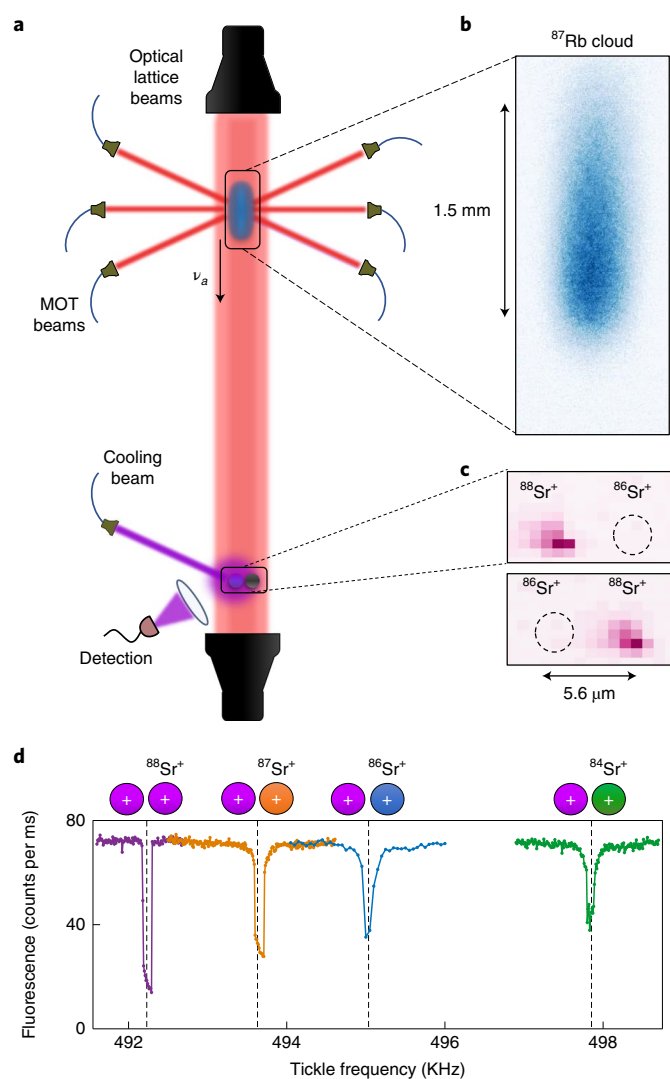 a
Optical
lattice
beams
MOT
beams
νa
Cooling
beam
Detection
b
87Rb cloud
1.5 mm
c
88Sr+
86Sr+
86Sr+
88Sr+
5.6 μm
d
88Sr+
87Sr+
86Sr+
84Sr+
+ + + + + + + +
80
40
0
Fluorescence (counts per ms)
492
494
496
498
Tickle frequency (KHz)